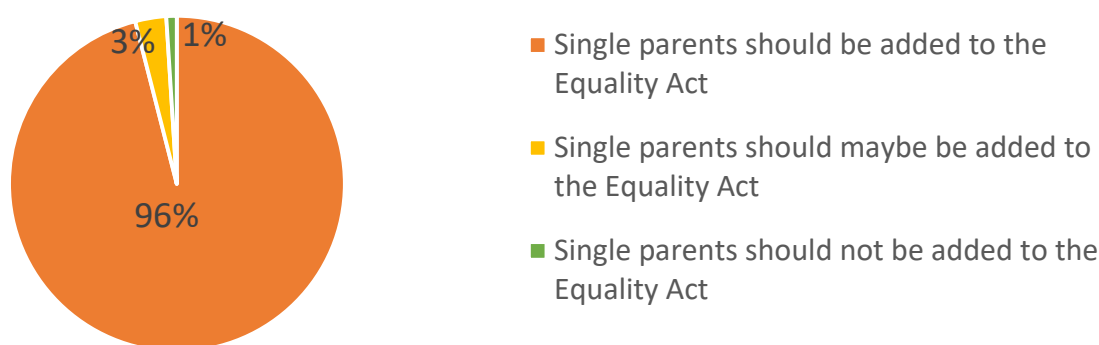 3%
1%
96%
Single parents should be added to the
Equality Act
Single parents should maybe be added to
the Equality Act
Single parents should not be added to the
Equality Act